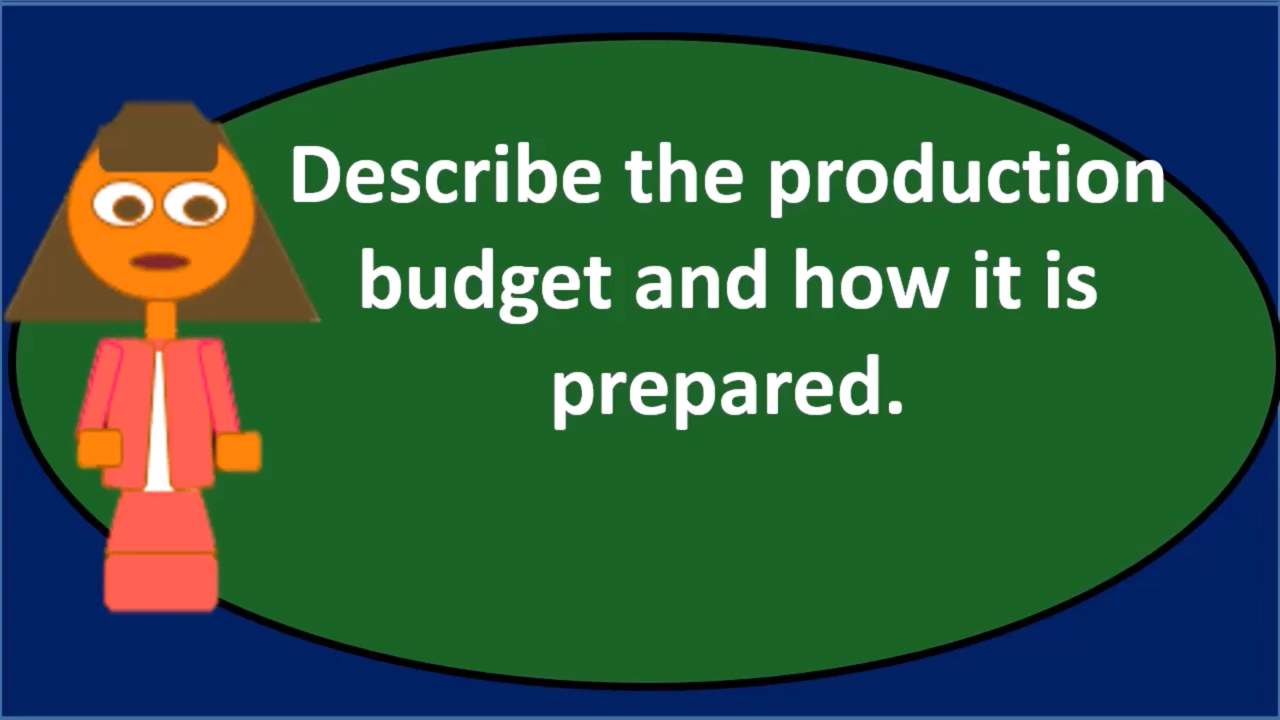 Describe the production
budget and how it is
prepared.